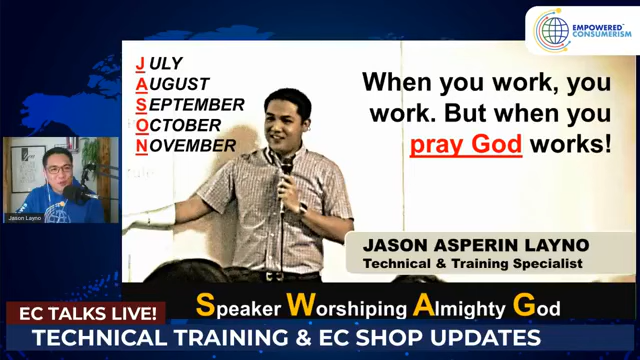 EMPOWERED
CONSUMERISM
JULY
AUGUST
SEPTEMBER
OCTOBER
NOVEMBER
When you work, you
work. But when you
pray God works!
Jason Layno
JASON ASPERIN LAYNO
Technical & Training Specialist
Speaker Worshiping Almighty God
EC TALKS LIVE!
TECHNICAL TRAINING & EC SHOP UPDATES